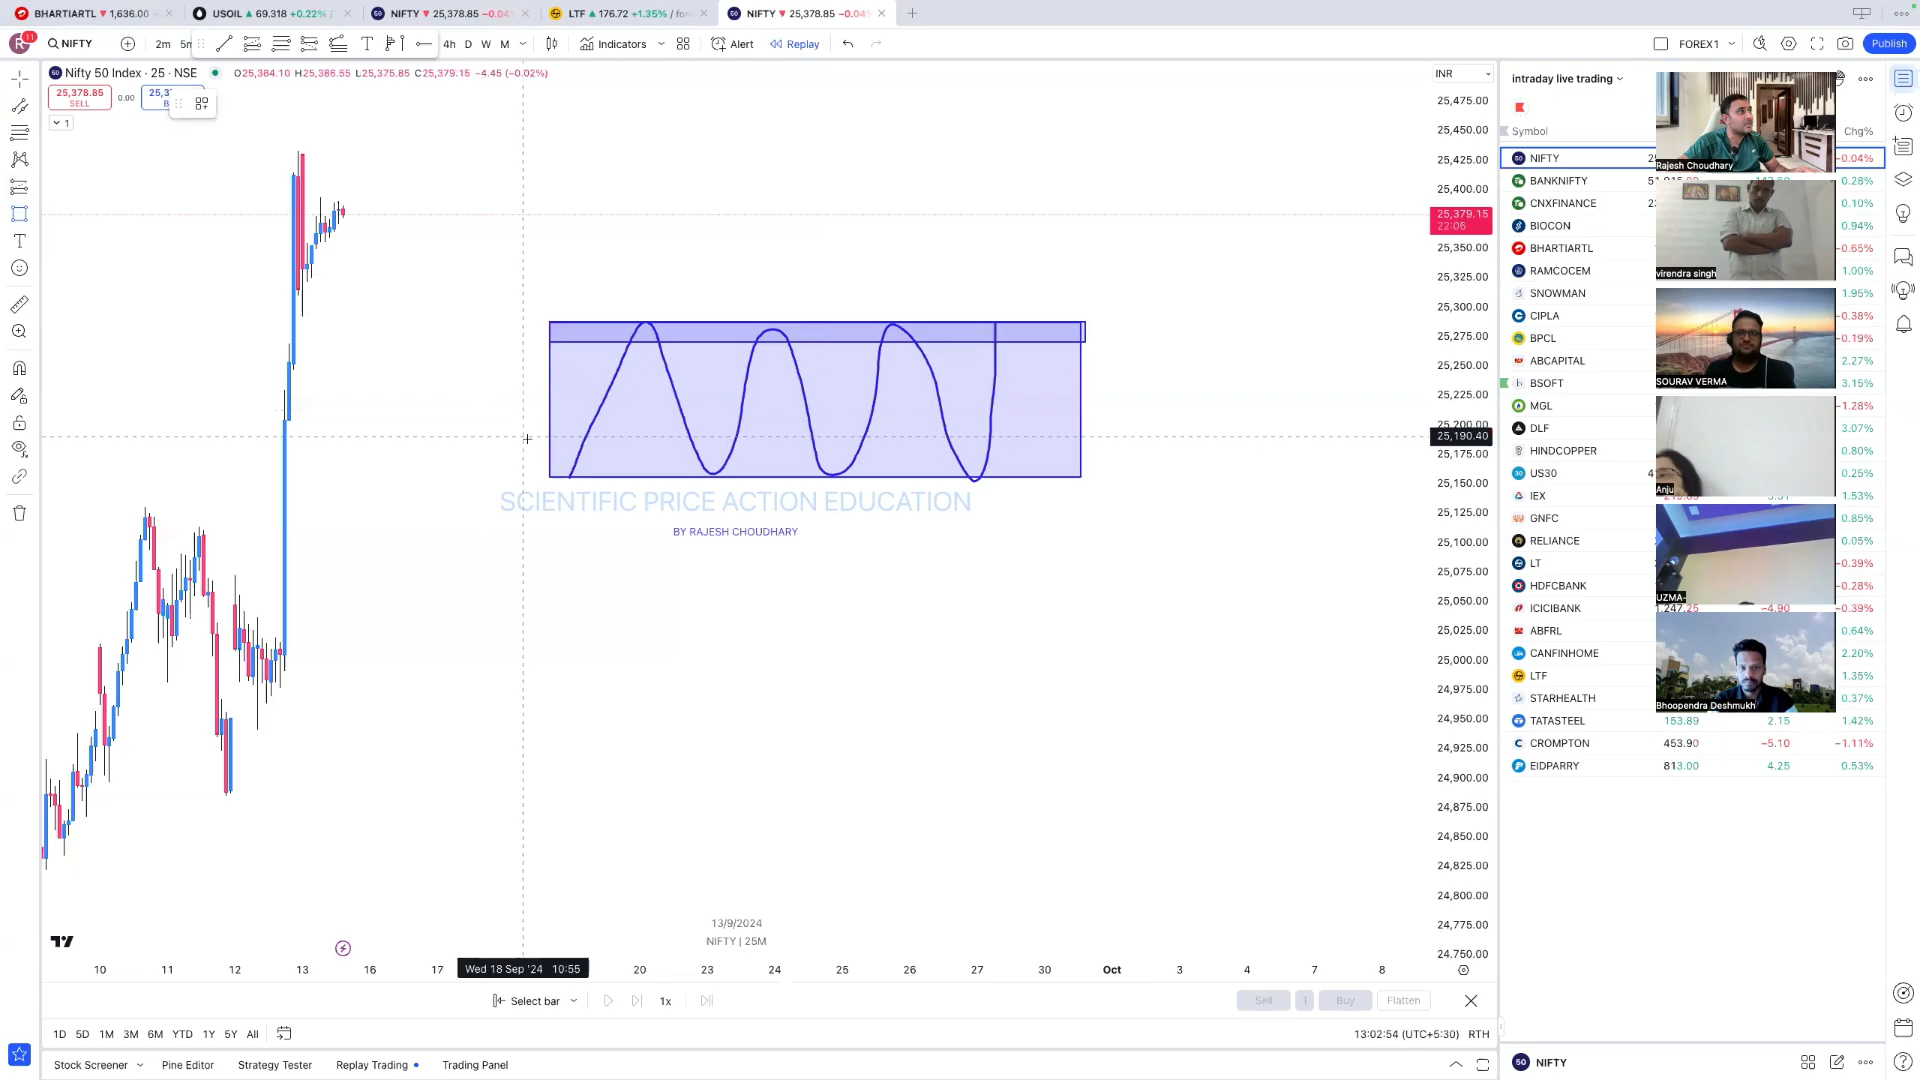 BHARTIARTL ▼ 1,636.00
USOIL ▲ 69.318 +0.22%
NIFTY ▼ 25,378.85 −0.04
LTF ▲ 176.72 +1.35% / for
NIFTY ▼ 25,378.85 −0.04
R 11 NIFTY 2m 5m 4h D W M Indicators Alert Replay FOREX1 Publish
Nifty 50 Index · 25 · NSE O25,384.10 H25,386.55 L25,375.85 C25,379.15 −4.45 (−0.02%)
INR
25,378.85 SELL 0.00 25,3
1
25,475.00
25,450.00
25,425.00
25,400.00
25,379.15
22:06
25,350.00
25,325.00
25,300.00
25,275.00
25,250.00
25,225.00
25,200.00
25,190.40
25,175.00
25,150.00
25,125.00
25,100.00
25,075.00
25,050.00
25,025.00
25,000.00
24,975.00
24,950.00
24,925.00
24,900.00
24,875.00
24,850.00
24,825.00
24,800.00
24,775.00
24,750.00
SCIENTIFIC PRICE ACTION EDUCATION
BY RAJESH CHOUDHARY
13/9/2024
NIFTY | 25M
10 11 12 13 16 17 Wed 18 Sep '24 10:55 20 23 24 25 26 27 30 Oct 3 4 7 8
Select bar 1x Sell 1 Buy Flatten
1D 5D 1M 3M 6M YTD 1Y 5Y All 13:02:54 (UTC+5:30) RTH
Stock Screener Pine Editor Strategy Tester Replay Trading Trading Panel
intraday live trading
Symbol Chg%
NIFTY −0.04%
BANKNIFTY 0.28%
CNXFINANCE 0.10%
BIOCON 0.94%
BHARTIARTL −0.65%
RAMCOCEM 1.00%
SNOWMAN 1.95%
CIPLA −0.38%
BPCL −0.19%
ABCAPITAL 2.27%
BSOFT 3.15%
MGL −1.28%
DLF 3.07%
HINDCOPPER 0.80%
US30 0.25%
IEX 1.53%
GNFC 0.85%
RELIANCE 0.05%
LT −0.39%
HDFCBANK −0.28%
ICICIBANK 1,247.25 −4.90 −0.39%
ABFRL 0.64%
CANFINHOME 2.20%
LTF 1.35%
STARHEALTH 0.37%
TATASTEEL 153.89 2.15 1.42%
CROMPTON 453.90 −5.10 −1.11%
EIDPARRY 813.00 4.25 0.53%
Rajesh Choudhary
virendra singh
SOURAV VERMA
Anju
UZMA-
Bhoopendra Deshmukh
NIFTY